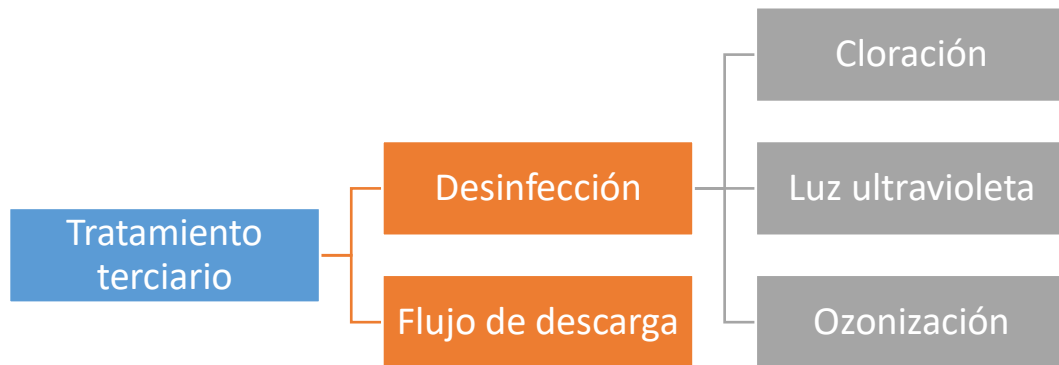 Tratamiento
terciario
Desinfección
Flujo de descarga
Cloración
Luz ultravioleta
Ozonización